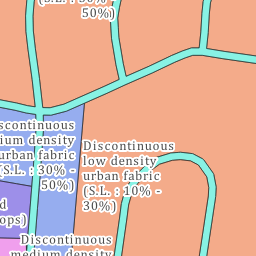 (S.L. : 30% -
50%)
iscontinuous
ium density
urban fabric
(S.L. : 30% -
50%)
Discontinuous
low density
urban fabric
(S.L. : 10% -
30%)
d
ops)
Discontinuous
medium density